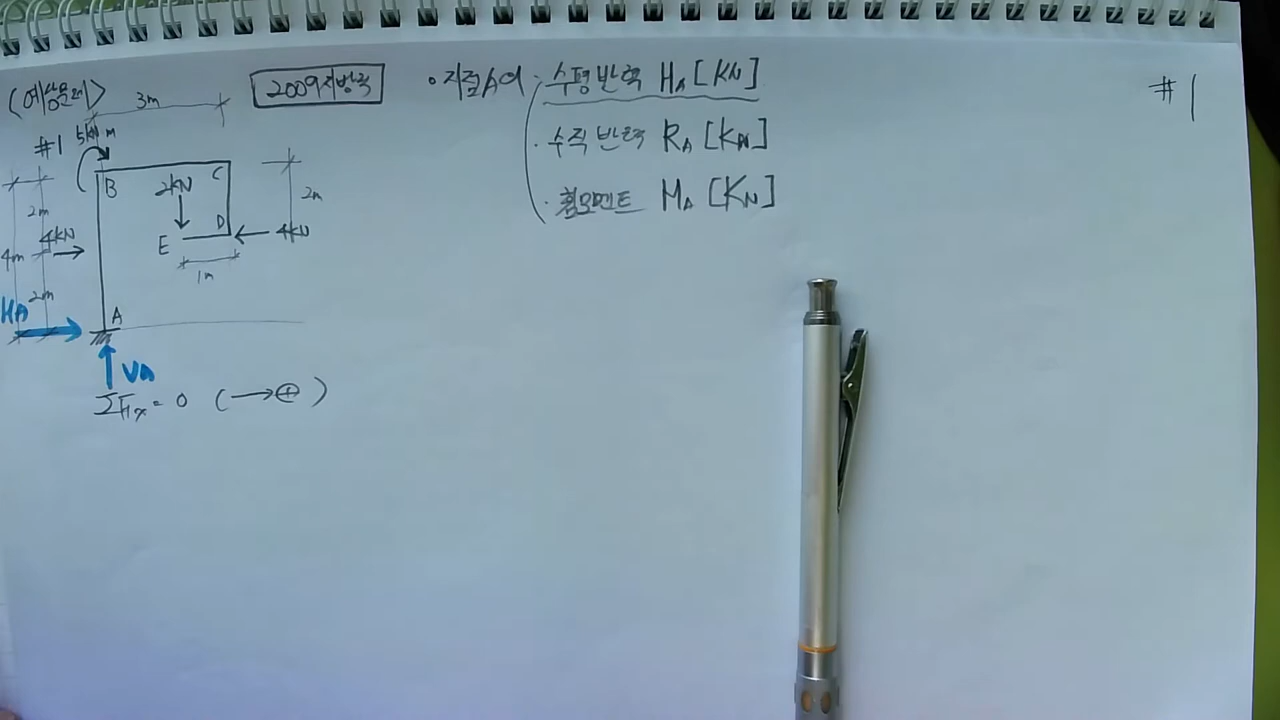 (예상문제)
2009지방직
#1
3m
5kN m
B
C
2kN
2m
2m
4kN
D
4kN
E
4m
1m
2m
HA
A
VA
ΣFx = 0 ( → ⊕ )
• 지점A의 · 수평반력 HA [KN]
· 수직반력 RA [KN]
· 휨모멘트 MA [KN]
#1